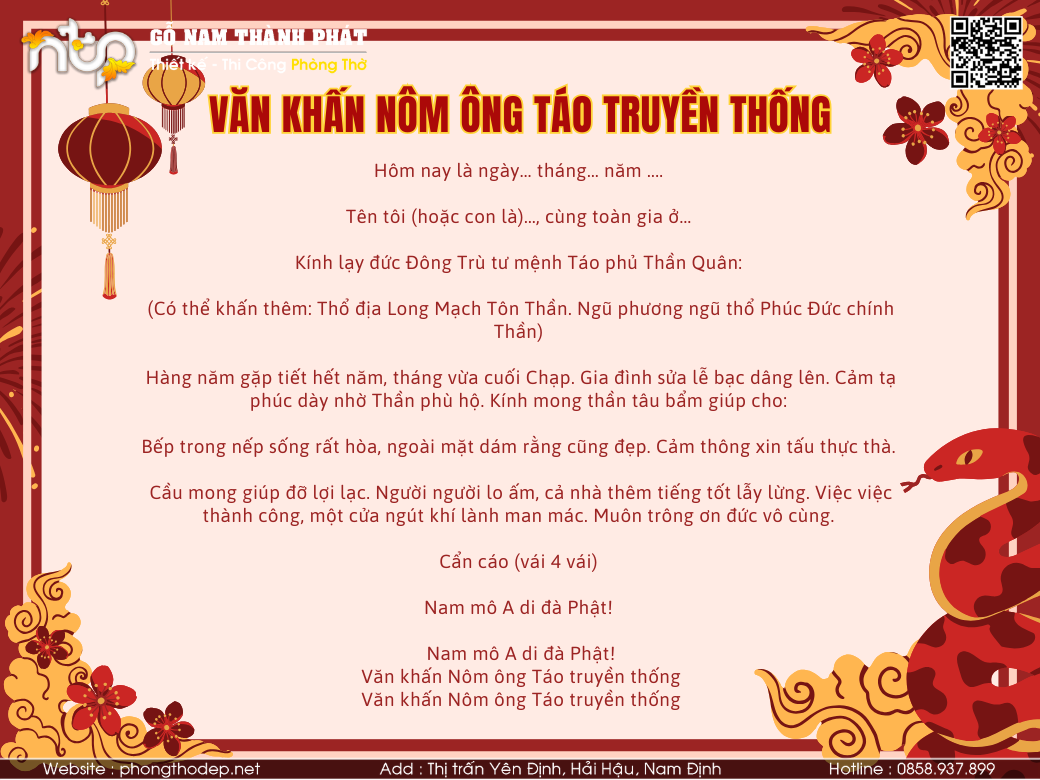 GỖ NAM THÀNH PHÁT
Thiết kế - Thi Công Phòng Thờ
ntp
VĂN KHẤN NÔM ÔNG TÁO TRUYỀN THỐNG
Hôm nay là ngày... tháng... năm ....
Tên tôi (hoặc con là)..., cùng toàn gia ở...
Kính lạy đức Đông Trù tư mệnh Táo phủ Thần Quân:
(Có thể khấn thêm: Thổ địa Long Mạch Tôn Thần. Ngũ phương ngũ thổ Phúc Đức chính
Thần)
Hàng năm gặp tiết hết năm, tháng vừa cuối Chạp. Gia đình sửa lễ bạc dâng lên. Cảm tạ
phúc dày nhờ Thần phù hộ. Kính mong thần tâu bẩm giúp cho:
Bếp trong nếp sống rất hòa, ngoài mặt dám rằng cũng đẹp. Cảm thông xin tấu thực thà.
Cầu mong giúp đỡ lợi lạc. Người người lo ấm, cả nhà thêm tiếng tốt lẫy lừng. Việc việc
thành công, một cửa ngút khí lành man mác. Muôn trông ơn đức vô cùng.
Cẩn cáo (vái 4 vái)
Nam mô A di đà Phật!
Nam mô A di đà Phật!
Văn khấn Nôm ông Táo truyền thống
Văn khấn Nôm ông Táo truyền thống
Website : phongthodep.net
Add : Thị trấn Yên Định, Hải Hậu, Nam Định
Hotline : 0858.937.899